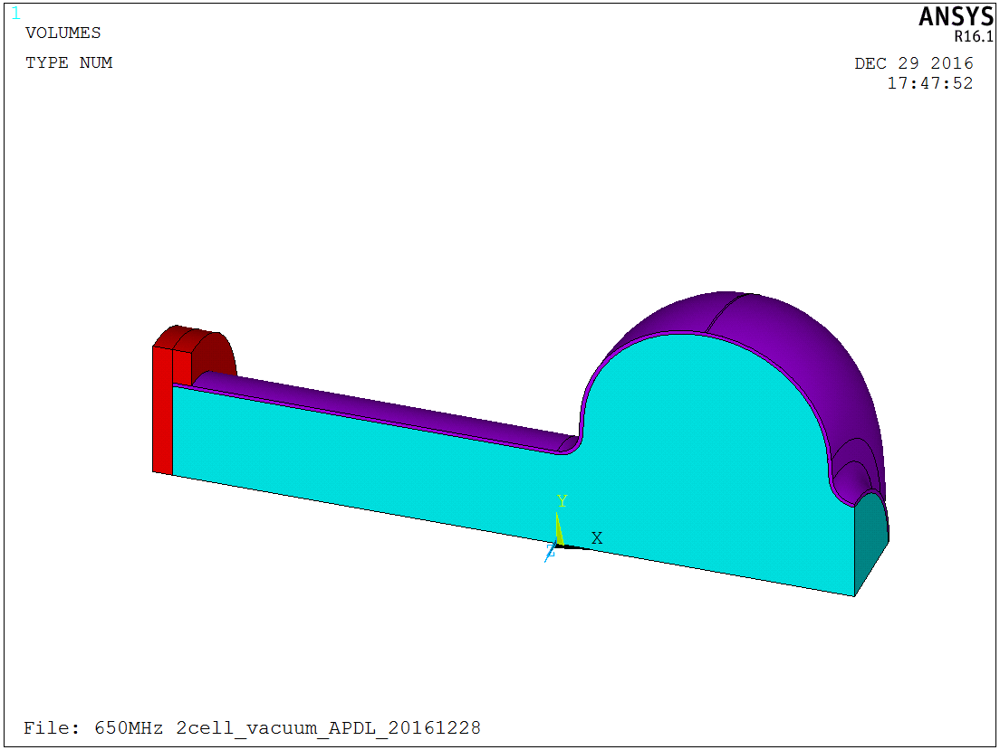 1
ANSYS
R16.1
VOLUMES
TYPE NUM
DEC 29 2016
17:47:52
Y
X
Z
File: 650MHz 2cell_vacuum_APDL_20161228